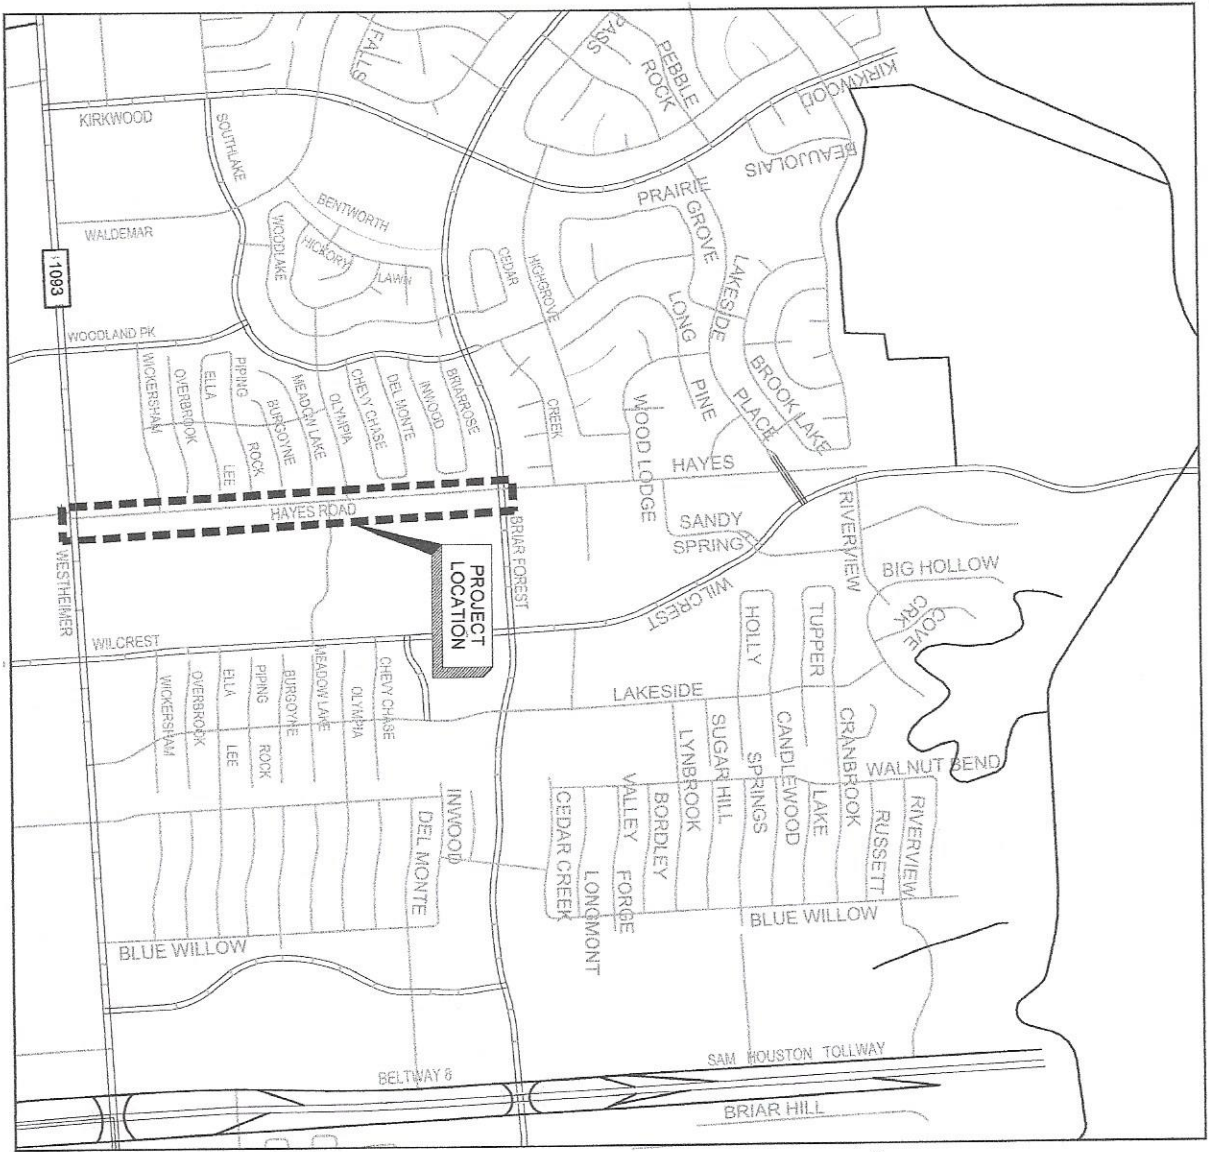 FALLS
PASS
PEBBLE
ROCK
KIRKWOOD
KIRKWOOD
SOUTHLAKE
BEAUJOLAIS
PRAIRIE
GROVE
BENTWORTH
WALDEMAR
WOODLAKE
HICKORY
LAWN
CEDAR
HIGHGROVE
LAKESIDE
LONG
1093
WOODLAND PK
WICKERSHAM
OVERBROOK
ELLA
PIPING
BURGOYNE
MEADOW LAKE
OLYMPIA
CHEVY CHASE
DEL MONTE
INWOOD
BRIARROSE
CREEK
WOOD LODGE
PINE
PLACE
BROOK LAKE
LEE
ROCK
HAYES
HAYES ROAD
BRIAR FOREST
SANDY
SPRING
RIVERVIEW
WESTHEIMER
PROJECT
LOCATION
BIG HOLLOW
COVE
CRK
WILCREST
WILCREST
HOLLY
TUPPER
LAKESIDE
WICKERSHAM
OVERBROOK
ELLA
LEE
PIPING
ROCK
BURGOYNE
MEADOW LAKE
OLYMPIA
CHEVY CHASE
SUGAR HILL
LYNBROOK
SPRINGS
CANDLEWOOD
LAKE
CRANBROOK
WALNUT BEND
RIVERVIEW
RUSSETT
INWOOD
DEL MONTE
CEDAR CREEK
LONGMONT
VALLEY
FORGE
BORDLEY
BLUE WILLOW
BLUE WILLOW
BELTWAY 8
SAM HOUSTON TOLLWAY
BRIAR HILL